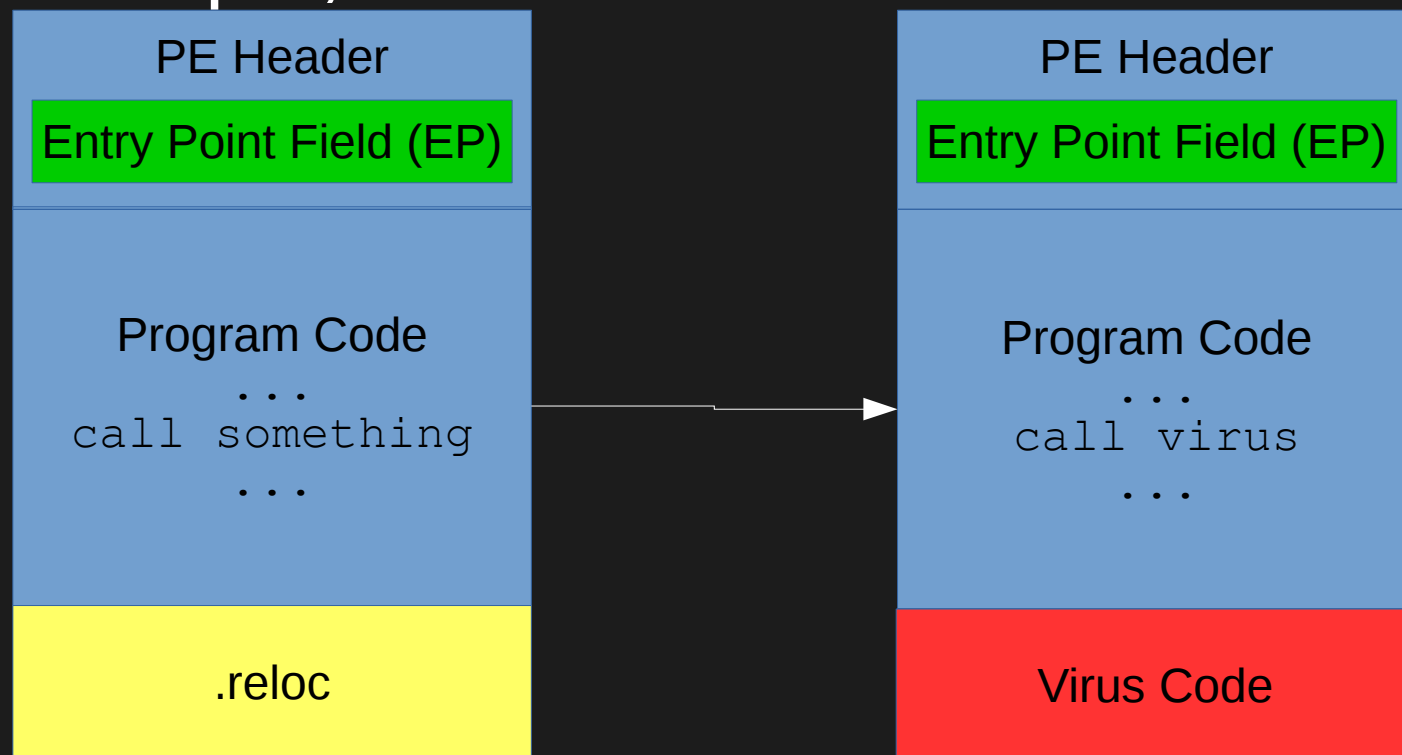 PE Header
Entry Point Field (EP)
Program Code
...
call something
...
.reloc
PE Header
Entry Point Field (EP)
Program Code
...
call virus
...
Virus Code